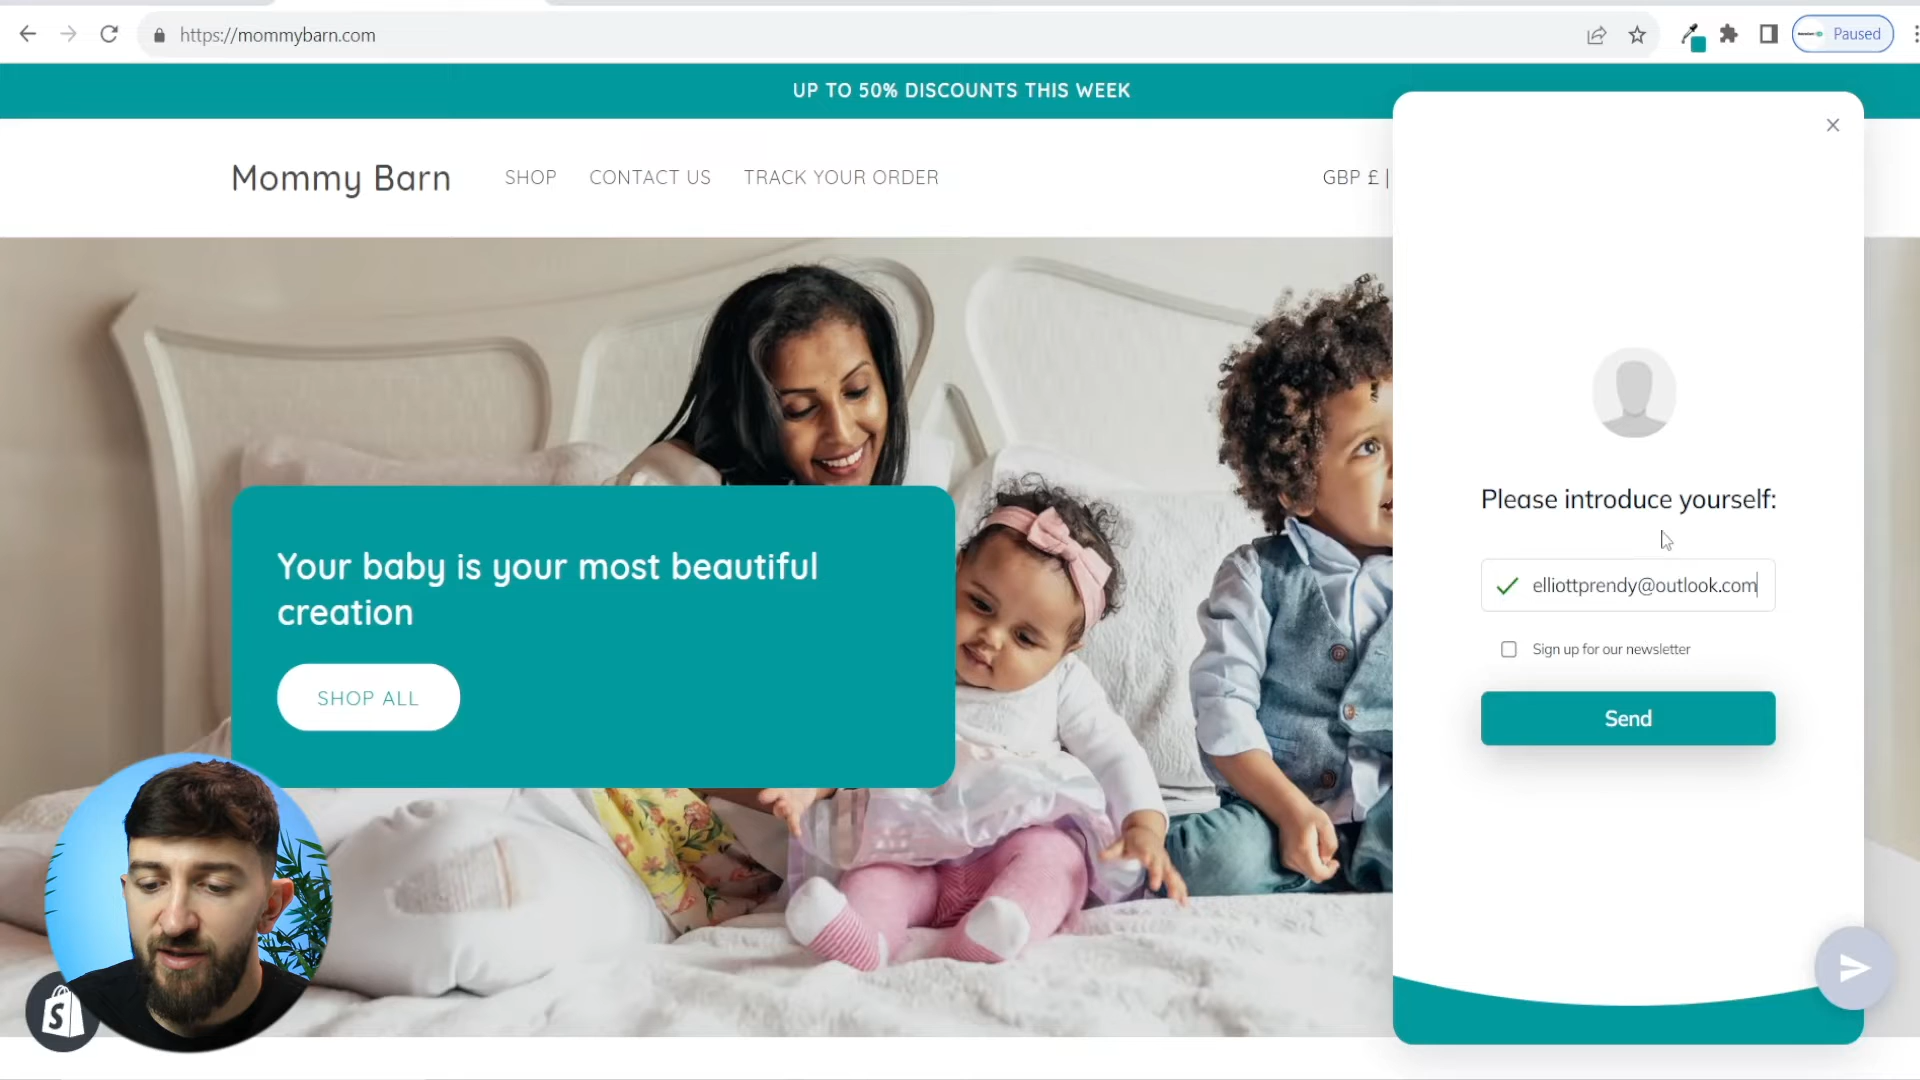 https://mommybarn.com
Paused
UP TO 50% DISCOUNTS THIS WEEK
Mommy Barn
SHOP
CONTACT US
TRACK YOUR ORDER
GBP £ |
Your baby is your most beautiful
creation
SHOP ALL
Please introduce yourself:
elliottprendy@outlook.com
Sign up for our newsletter
Send